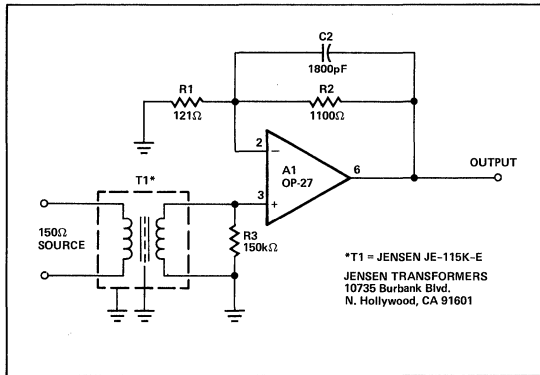 C2
1800pF
R1
121Ω
R2
1100Ω
2
−
A1
OP-27
6
OUTPUT
3
+
T1*
150Ω
SOURCE
R3
150kΩ
*T1 = JENSEN JE-115K-E
JENSEN TRANSFORMERS
10735 Burbank Blvd.
N. Hollywood, CA 91601